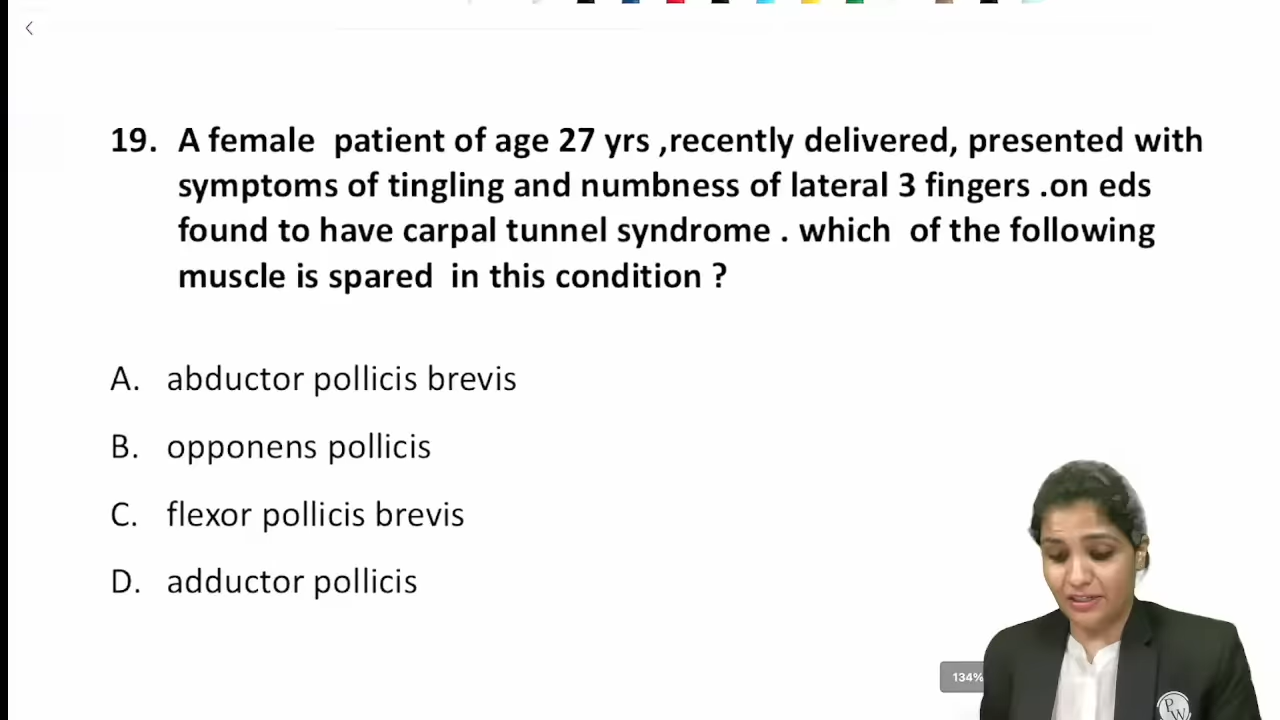 19. A female patient of age 27 yrs ,recently delivered, presented with
symptoms of tingling and numbness of lateral 3 fingers .on eds
found to have carpal tunnel syndrome . which of the following
muscle is spared in this condition ?
A. abductor pollicis brevis
B. opponens pollicis
C. flexor pollicis brevis
D. adductor pollicis
134%
PW